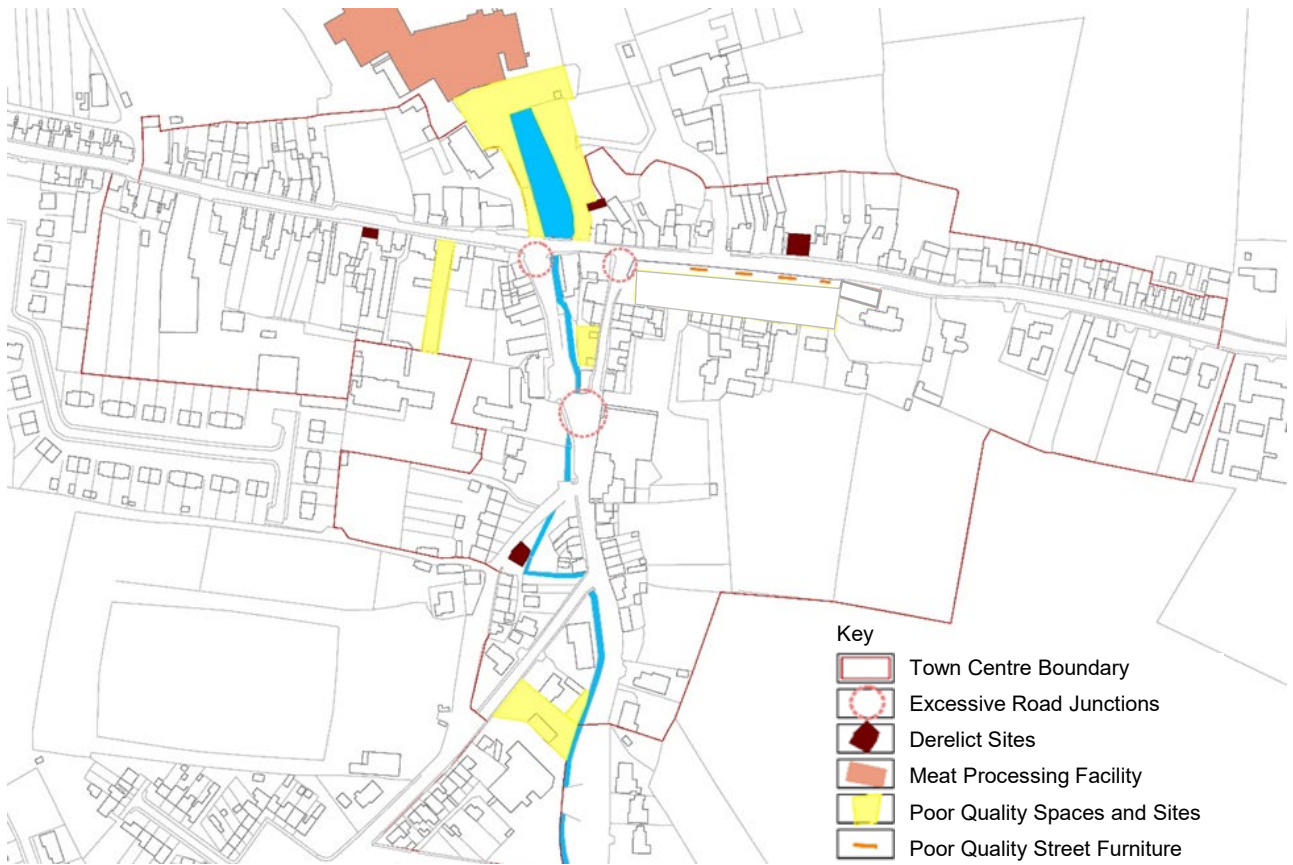 Key
Town Centre Boundary
Excessive Road Junctions
Derelict Sites
Meat Processing Facility
Poor Quality Spaces and Sites
Poor Quality Street Furniture